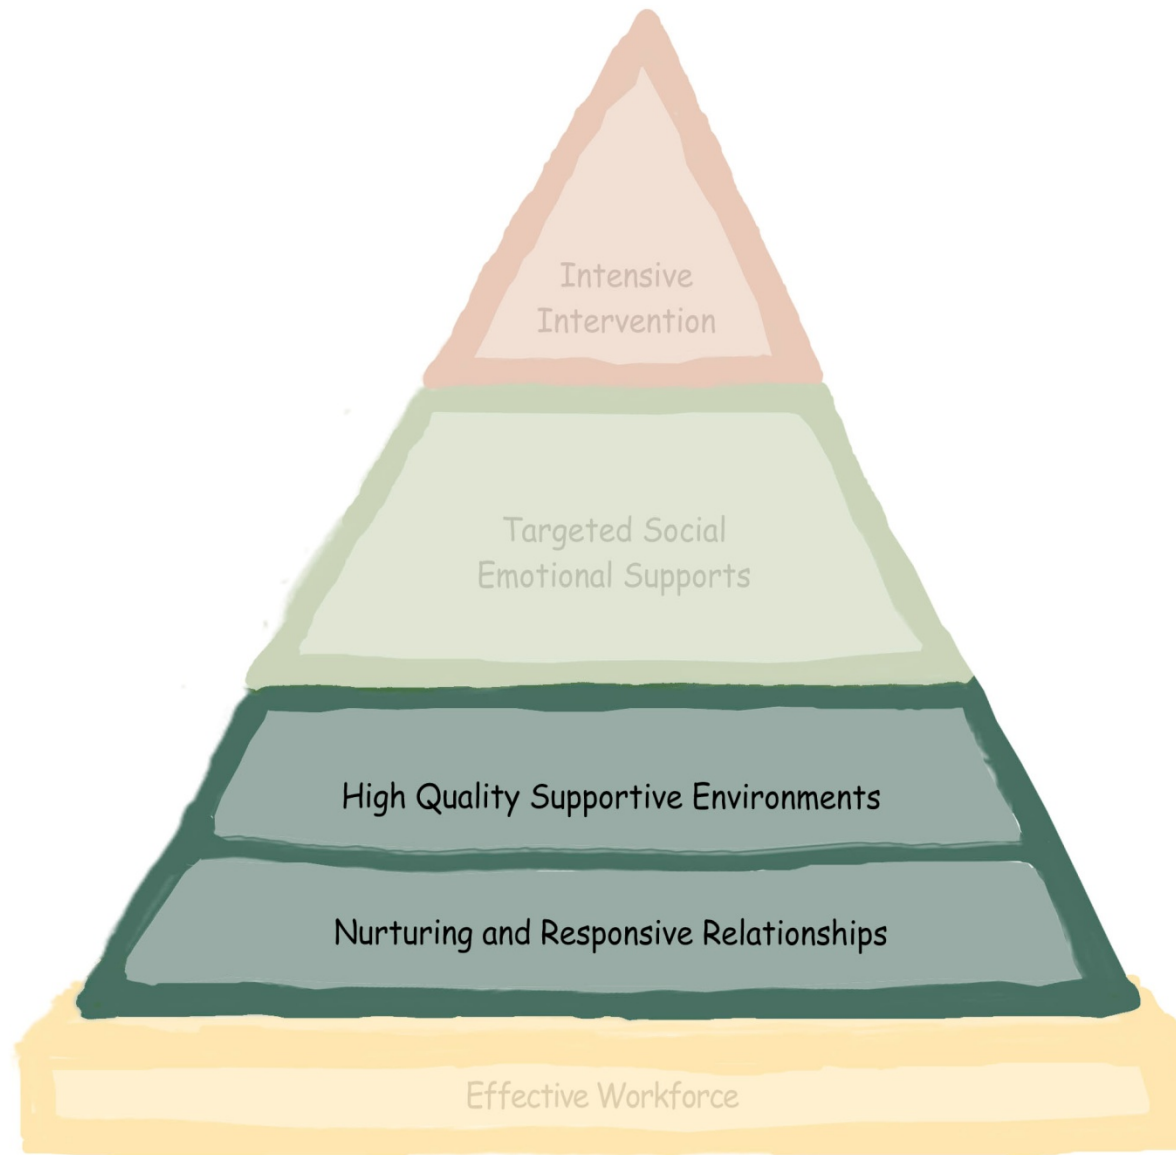 Intensive
Intervention
Targeted Social
Emotional Supports
High Quality Supportive Environments
Nurturing and Responsive Relationships
Effective Workforce